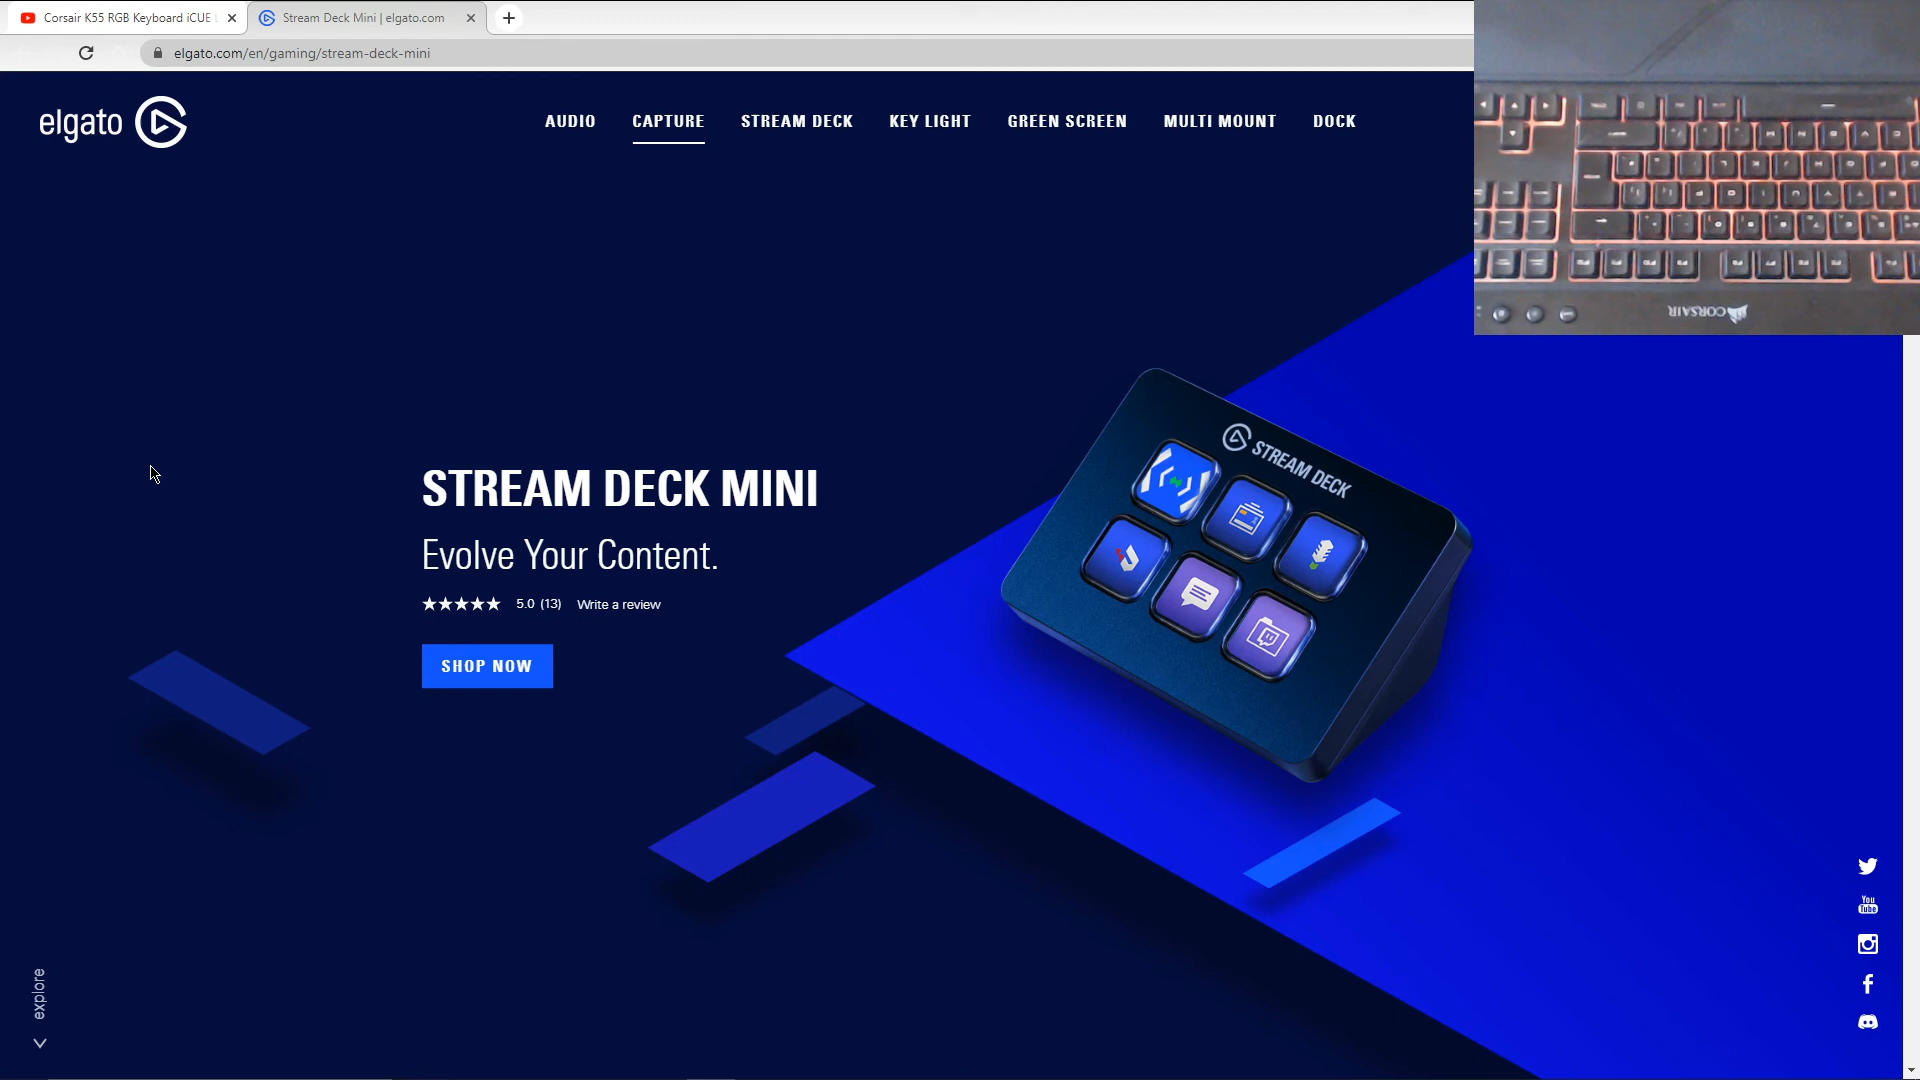 Corsair K55 RGB Keyboard iCUE
Stream Deck Mini | elgato.com
elgato.com/en/gaming/stream-deck-mini
elgato
AUDIO
CAPTURE
STREAM DECK
KEY LIGHT
GREEN SCREEN
MULTI MOUNT
DOCK
CORSAIR
STREAM DECK
STREAM DECK MINI
Evolve Your Content.
5.0 (13)
Write a review
SHOP NOW
You
Tube
explore